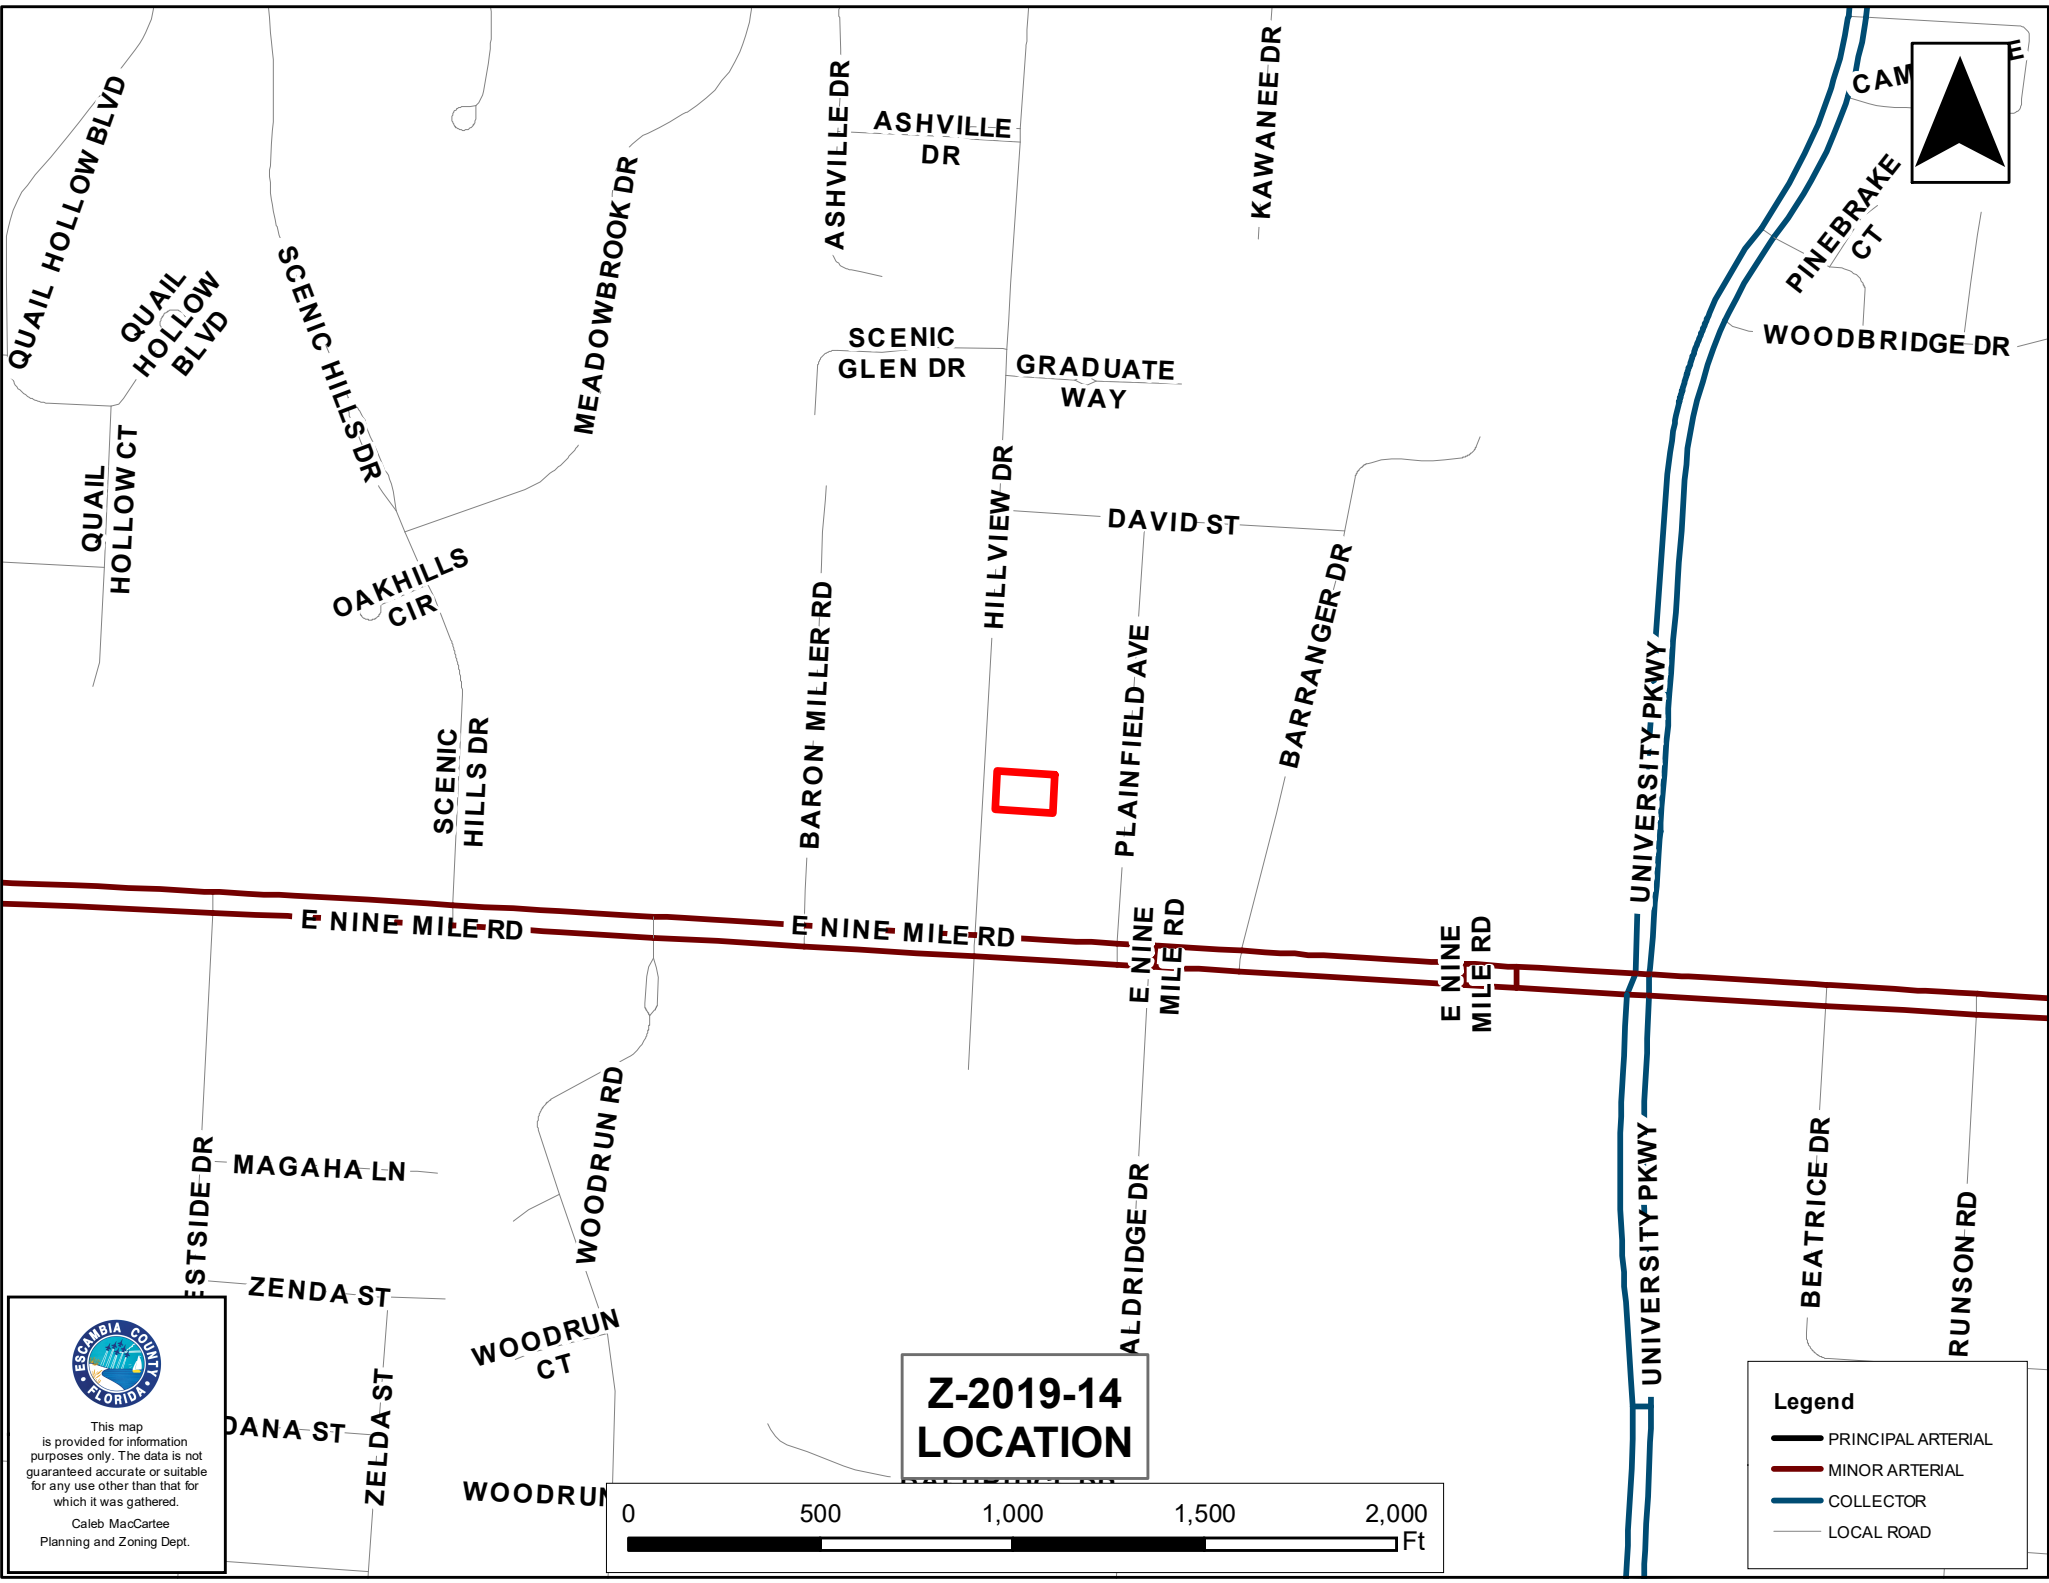 QUAIL HOLLOW BLVD
QUAIL
HOLLOW
BLVD
QUAIL
HOLLOW CT
SCENIC HILLS DR
MEADOWBROOK DR
OAKHILLS
CIR
SCENIC
HILLS DR
ASHVILLE DR
ASHVILLE
DR
KAWANEE DR
SCENIC
GLEN DR
GRADUATE
WAY
HILLVIEW DR
DAVID ST
BARON MILLER RD
PLAINFIELD AVE
BARRANGER DR
PINEBRAKE
CT
WOODBRIDGE DR
UNIVERSITY PKWY
E NINE MILE RD
E NINE MILE RD
E NINE
MILE RD
E NINE
MILE RD
MAGAHA LN
ESTSIDE DR
ZENDA ST
ZELDA ST
DANA ST
WOODRUN RD
WOODRUN
CT
WOODRUN
ALDRIDGE DR
UNIVERSITY PKWY
BEATRICE DR
RUNSON RD
Z-2019-14
LOCATION
ESCAMBIA COUNTY
FLORIDA
This map
is provided for information
purposes only. The data is not
guaranteed accurate or suitable
for any use other than that for
which it was gathered.
Caleb MacCartee
Planning and Zoning Dept.
0 500 1,000 1,500 2,000
Ft
Legend
PRINCIPAL ARTERIAL
MINOR ARTERIAL
COLLECTOR
LOCAL ROAD